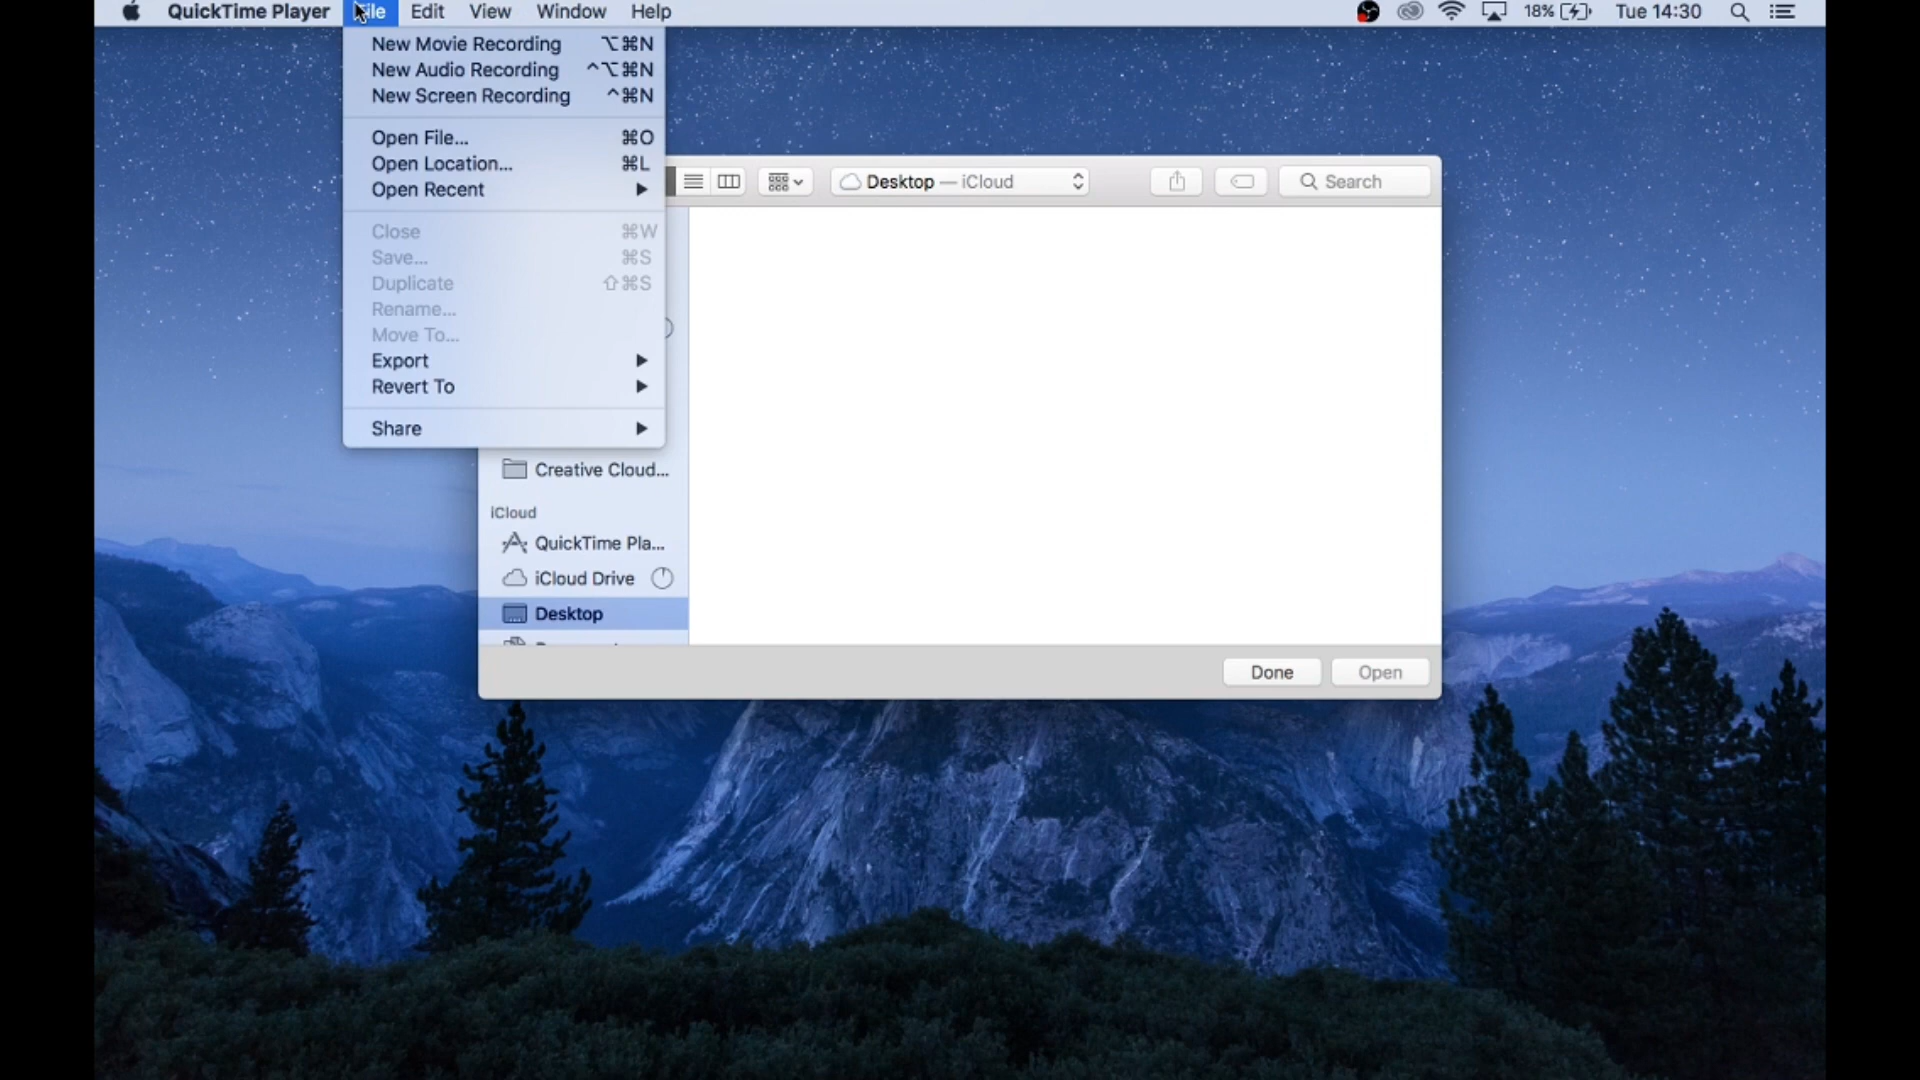 QuickTime Player File Edit View Window Help 18% Tue 14:30
New Movie Recording ⌥⌘N
New Audio Recording ^⌥⌘N
New Screen Recording ^⌘N
Open File... ⌘O
Open Location... ⌘L
Open Recent
Close ⌘W
Save... ⌘S
Duplicate ⇧⌘S
Rename...
Move To...
Export
Revert To
Share
Desktop — iCloud
Search
Creative Cloud...
iCloud
QuickTime Pla...
iCloud Drive
Desktop
Done Open